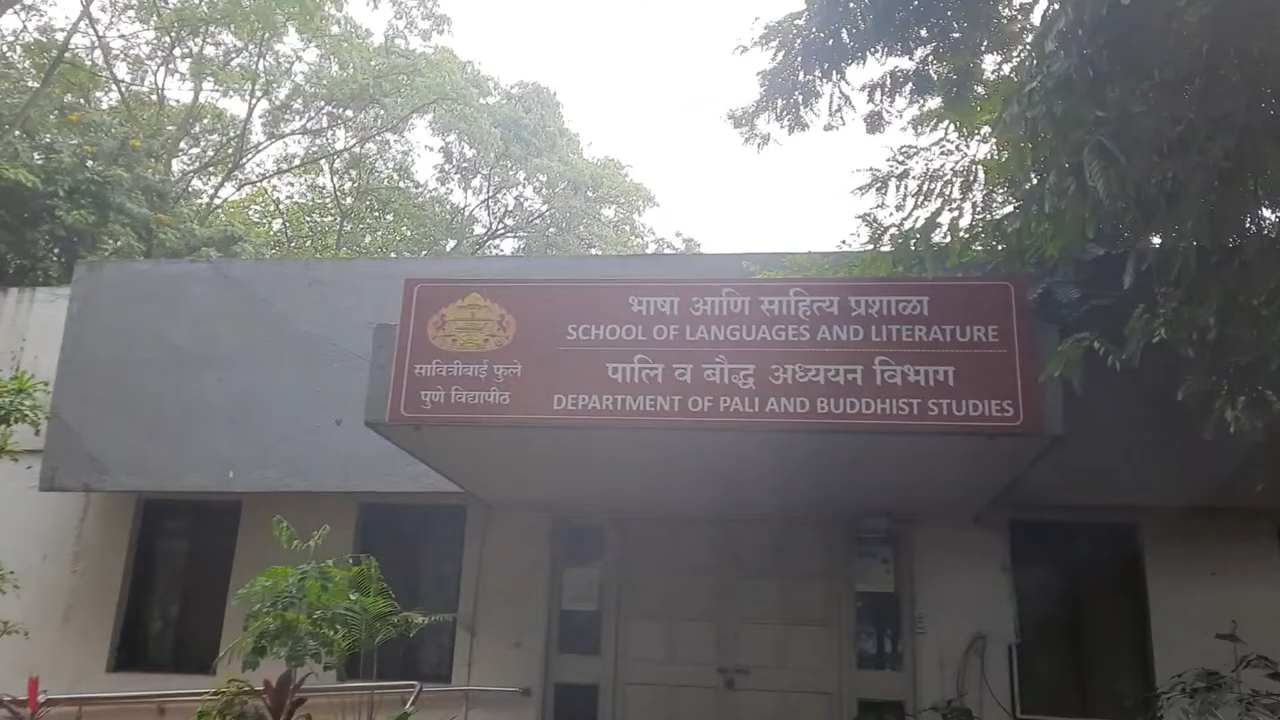 भाषा आणि साहित्य प्रशाळा
SCHOOL OF LANGUAGES AND LITERATURE
पालि व बौद्ध अध्ययन विभाग
DEPARTMENT OF PALI AND BUDDHIST STUDIES
सावित्रीबाई फुले
पुणे विद्यापीठ